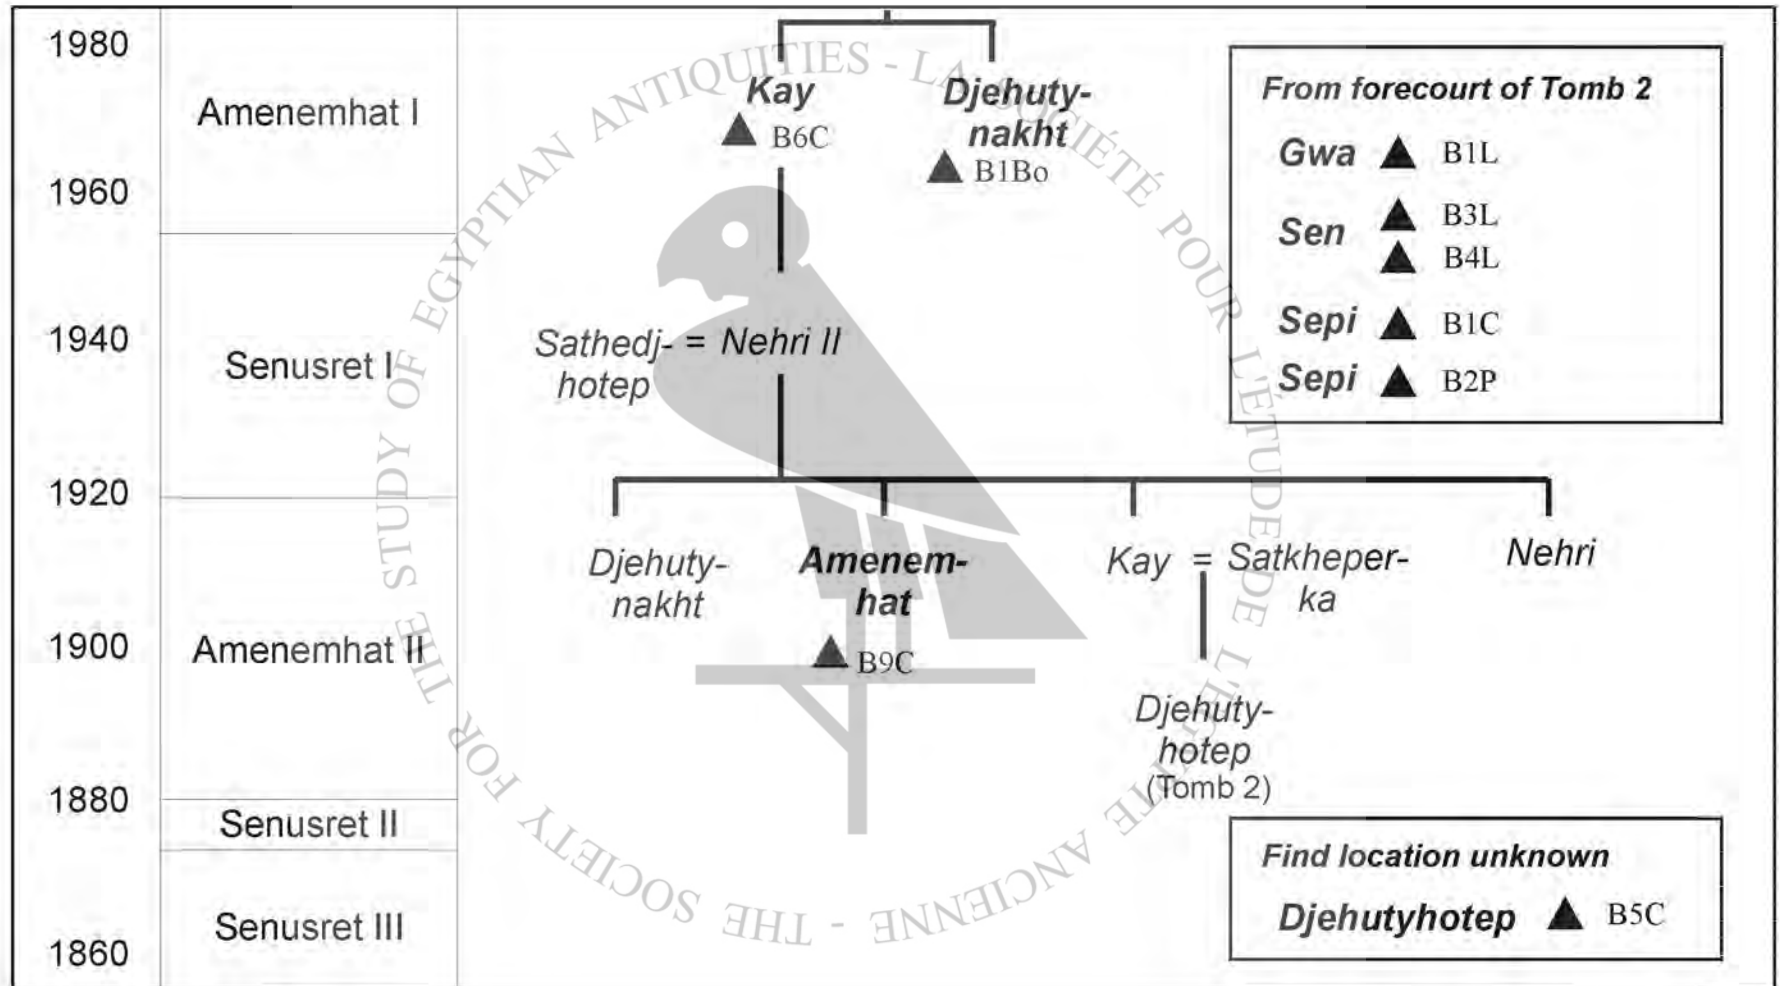 1980
1960
1940
1920
1900
1880
1860
Amenemhat I
Senusret I
Amenemhat II
Senusret II
Senusret III
Kay
B6C
Djehuty-
nakht
B1Bo
Sathedj- = Nehri II
hotep
Djehuty-
nakht
Amenem-
hat
B9C
Kay = Satkheper-
ka
Nehri
Djehuty-
hotep
(Tomb 2)
From forecourt of Tomb 2
Gwa B1L
Sen B3L
B4L
Sepi B1C
Sepi B2P
Find location unknown
Djehutyhotep B5C
THE SOCIETY FOR THE STUDY OF EGYPTIAN ANTIQUITIES - LA SOCIÉTÉ POUR L'ÉTUDE DE L'EGYPTE ANCIENNE -